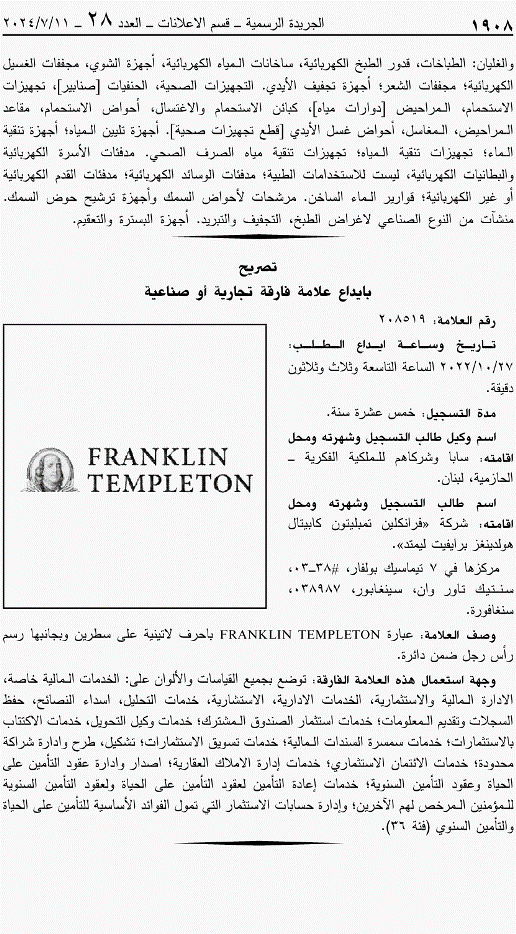 ١٩٠٨
الجريدة الرسمية ــ قسم الاعلانات ــ العدد ٢٨ ــ ٢٠٢٤/٧/١١
والغليان: الطباخات، قدور الطبخ الكهربائية، ساخانات المياه الكهربائية، أجهزة الشوي، مجففات الغسيل
الكهربائية؛ مجففات الشعر؛ أجهزة تجفيف الأيدي. التجهيزات الصحية، الحنفيات [صنابير]، تجهيزات
الاستحمام، المراحيض [دوارات مياه]، كبائن الاستحمام والاغتسال، أحواض الاستحمام، مقاعد
المراحيض، المغاسل، أحواض غسل الأيدي [قطع تجهيزات صحية]. أجهزة تليين المياه؛ أجهزة تنقية
الماء؛ تجهيزات تنقية المياه؛ تجهيزات تنقية مياه الصرف الصحي. مدفئات الأسرة الكهربائية
والبطانيات الكهربائية، ليست للاستخدامات الطبية؛ مدفئات الوسائد الكهربائية؛ مدفئات القدم الكهربائية
أو غير الكهربائية؛ قوارير الماء الساخن. مرشحات لأحواض السمك وأجهزة ترشيح حوض السمك.
منشآت من النوع الصناعي لاغراض الطبخ، التجفيف والتبريد. أجهزة البسترة والتعقيم.
تصريح
بايداع علامة فارقة تجارية أو صناعية
رقم العلامة: ٢٠٨٥١٩
تاريخ وساعة ايداع الطلب:
٢٠٢٢/١٠/٢٧ الساعة التاسعة وثلاث وثلاثون
دقيقة.
مدة التسجيل: خمس عشرة سنة.
اسم وكيل طالب التسجيل وشهرته ومحل
اقامته: سابا وشركاهم للملكية الفكرية ــ
الحازمية، لبنان.
اسم طالب التسجيل وشهرته ومحل
اقامته: شركة «فرانكلين تمبليتون كابيتال
هولدينغز برايفيت ليمتد».
مركزها في ٧ تيماسيك بولفار، #٣٨ــ٠٣،
سنتيك تاور وان، سينغابور، ٠٣٨٩٨٧،
سنغافورة.
FRANKLIN
TEMPLETON
وصف العلامة: عبارة FRANKLIN TEMPLETON باحرف لاتينية على سطرين وبجانبها رسم
رأس رجل ضمن دائرة.
وجهة استعمال هذه العلامة الفارقة: توضع بجميع القياسات والألوان على: الخدمات المالية خاصة،
الادارة المالية والاستثمارية، الخدمات الادارية، الاستشارية، خدمات التحليل، اسداء النصائح، حفظ
السجلات وتقديم المعلومات؛ خدمات استثمار الصندوق المشترك؛ خدمات وكيل التحويل، خدمات الاكتتاب
بالاستثمارات؛ خدمات سمسرة السندات المالية؛ خدمات تسويق الاستثمارات؛ تشكيل، طرح وادارة شراكة
محدودة؛ خدمات الائتمان الاستثماري؛ خدمات إدارة الاملاك العقارية؛ اصدار وادارة عقود التأمين على
الحياة وعقود التأمين السنوية؛ خدمات إعادة التأمين لعقود التأمين على الحياة ولعقود التأمين السنوية
للمؤمنين المرخص لهم الآخرين؛ وإدارة حسابات الاستثمار التي تمول الفوائد الأساسية للتأمين على الحياة
والتأمين السنوي (فئة ٣٦).